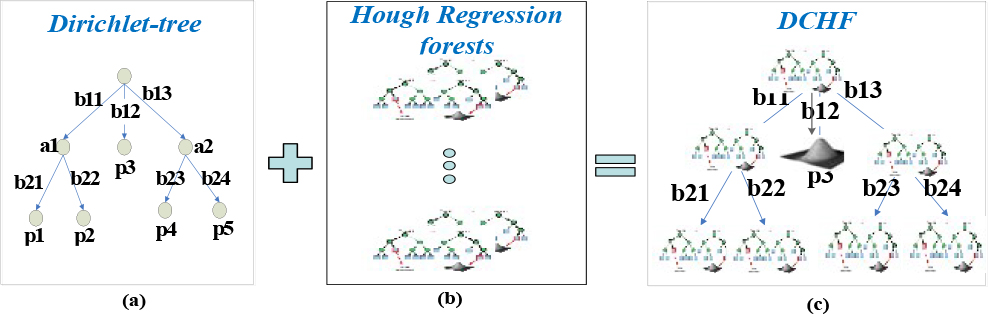 Dirichlet-tree
b11
b12
b13
a1
p3
a2
b21
b22
b23
b24
p1
p2
p4
p5
(a)
Hough Regression
forests
(b)
DCHF
b11
b12
b13
p3
b21
b22
b23
b24
(c)